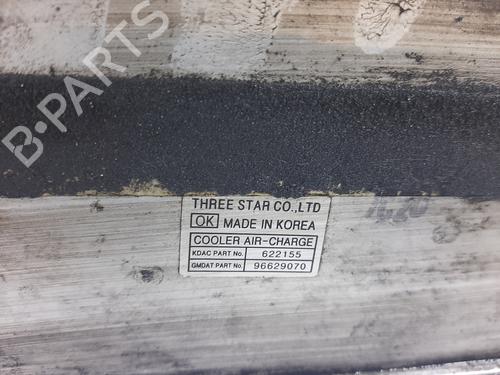 B-PARTS
THREE STAR CO.,LTD
OK MADE IN KOREA
COOLER AIR-CHARGE
KDAC PART No. 622155
GMDAT PART No. 96629070